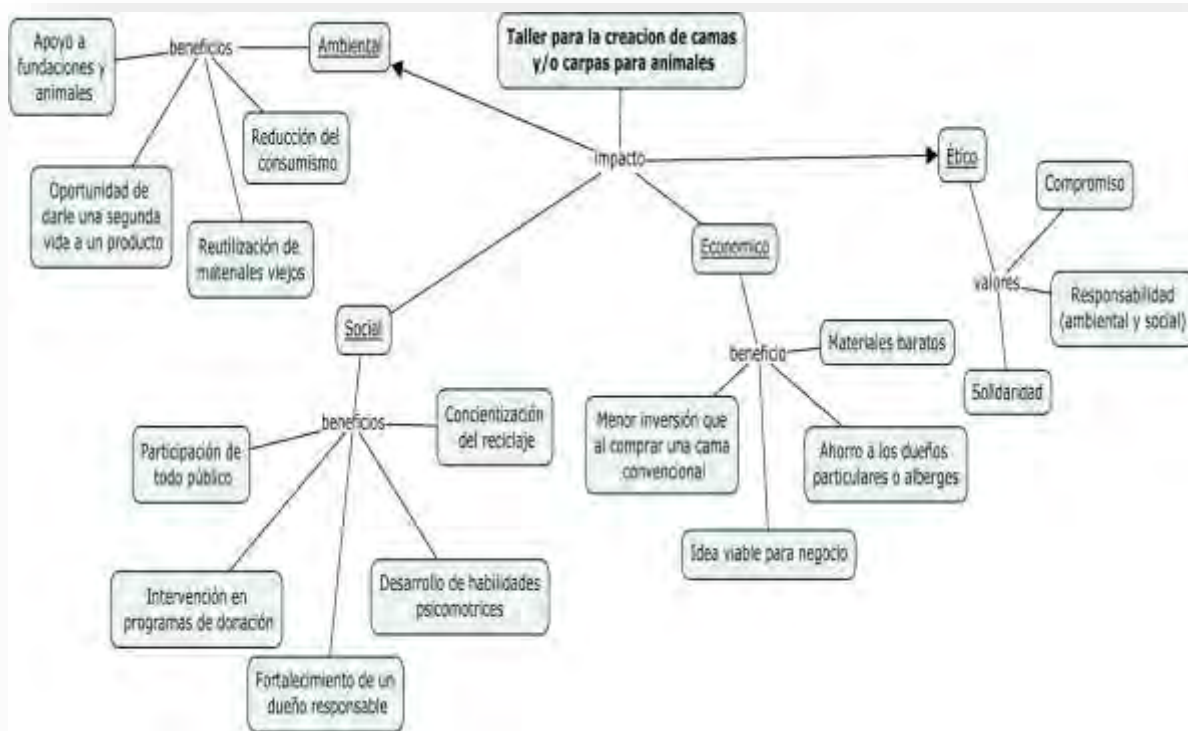 Taller para la creacion de camas
y/o carpas para animales
impacto
Ambiental
beneficios
Apoyo a
fundaciones y
animales
Oportunidad de
darle una segunda
vida a un producto
Reutilización de
materiales viejos
Reducción del
consumismo
Social
beneficios
Participación de
todo público
Intervención en
programas de donación
Fortalecimiento de un
dueño responsable
Desarrollo de habilidades
psicomotrices
Concientización
del reciclaje
Economico
beneficio
Menor inversión que
al comprar una cama
convencional
Idea viable para negocio
Ahorro a los dueños
particulares o alberges
Materiales baratos
Ético
valores
Compromiso
Responsabilidad
(ambiental y social)
Solidaridad